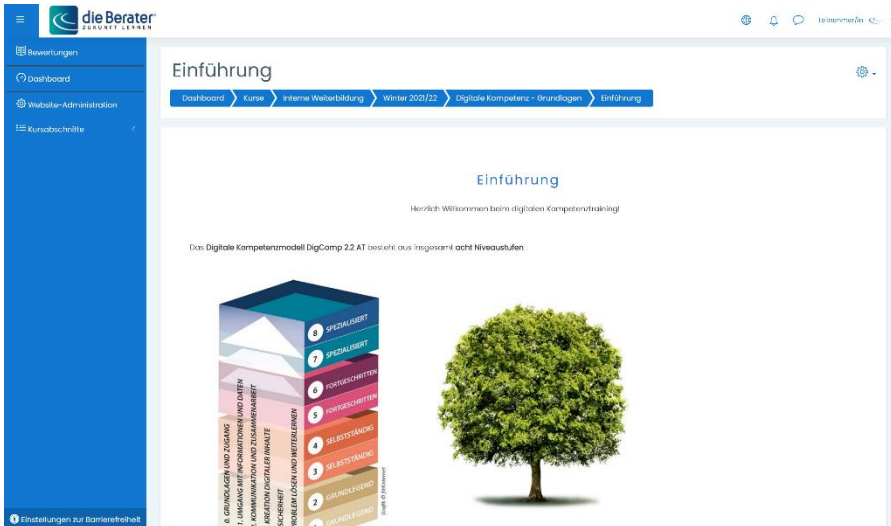 die Berater®
ZUKUNFT LERNEN
Teilnehmer/in
Bewertungen
Dashboard
Website-Administration
Kursabschnitte
Einführung
Dashboard
Kurse
Interne Weiterbildung
Winter 2021/22
Digitale Kompetenz - Grundlagen
Einführung
Einführung
Herzlich Willkommen beim digitalen Kompetenztraining!
Das Digitale Kompetenzmodell DigComp 2.2 AT besteht aus insgesamt acht Niveaustufen
8 SPEZIALISIERT
7 SPEZIALISIERT
6 FORTGESCHRITTEN
5 FORTGESCHRITTEN
4 SELBSTSTÄNDIG
3 SELBSTSTÄNDIG
2 GRUNDLEGEND
GRUNDLEGEND
0. GRUNDLAGEN UND ZUGANG
1. UMGANG MIT INFORMATIONEN UND DATEN
2. KOMMUNIKATION UND ZUSAMMENARBEIT
KREATION DIGITALER INHALTE
SICHERHEIT
PROBLEM LÖSEN UND WEITERLERNEN
Einstellungen zur Barrierefreiheit